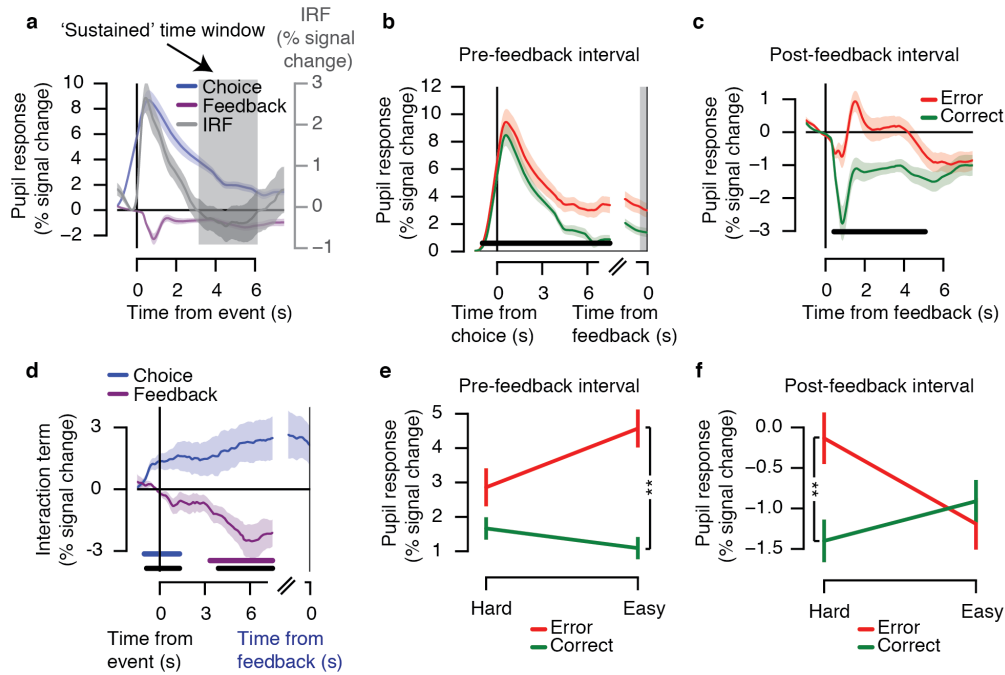 a
'Sustained' time window
IRF
(% signal
change)
Pupil response
(% signal change)
10
8
6
4
2
0
−2
Choice
Feedback
IRF
3
2
1
0
−1
0 2 4 6
Time from event (s)
b
Pre-feedback interval
Pupil response
(% signal change)
12
10
8
6
4
2
0
0 3 6 0
Time from
choice (s)
Time from
feedback (s)
c
Post-feedback interval
Pupil response
(% signal change)
1
0
−1
−2
−3
Error
Correct
0 2 4 6
Time from feedback (s)
d
Choice
Feedback
Interaction term
(% signal change)
3
0
-3
0 3 6 0
Time from
event (s)
Time from
feedback (s)
e
Pre-feedback interval
Pupil response
(% signal change)
5
4
3
2
1
**
Hard Easy
Error
Correct
f
Post-feedback interval
Pupil response
(% signal change)
0.0
−0.5
−1.0
−1.5
**
Hard Easy
Error
Correct